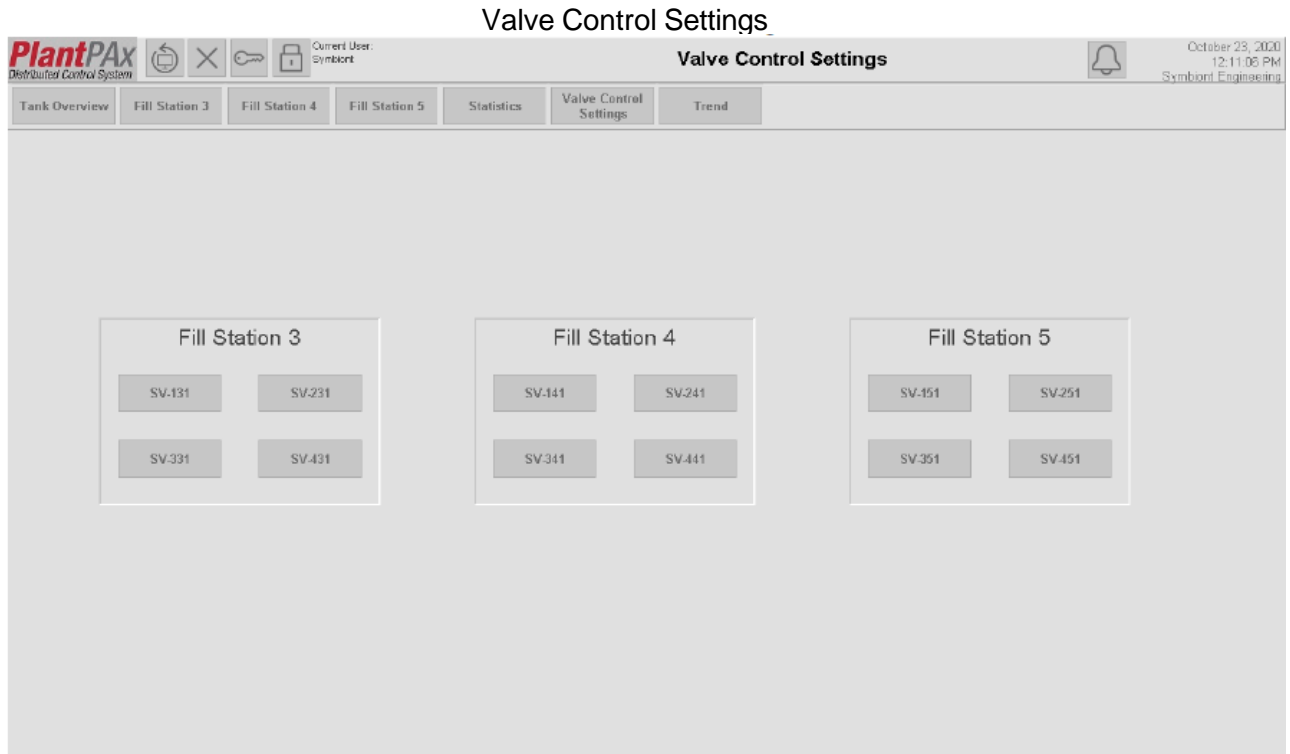 Valve Control Settings
PlantPAx
Distributed Control System
Current User:
Symbiont
Valve Control Settings
October 23, 2020
12:11:06 PM
Symbiont Engineering
Tank Overview
Fill Station 3
Fill Station 4
Fill Station 5
Statistics
Valve Control
Settings
Trend
Fill Station 3
SV-131 SV-231
SV-331 SV-431
Fill Station 4
SV-141 SV-241
SV-341 SV-441
Fill Station 5
SV-151 SV-251
SV-351 SV-451